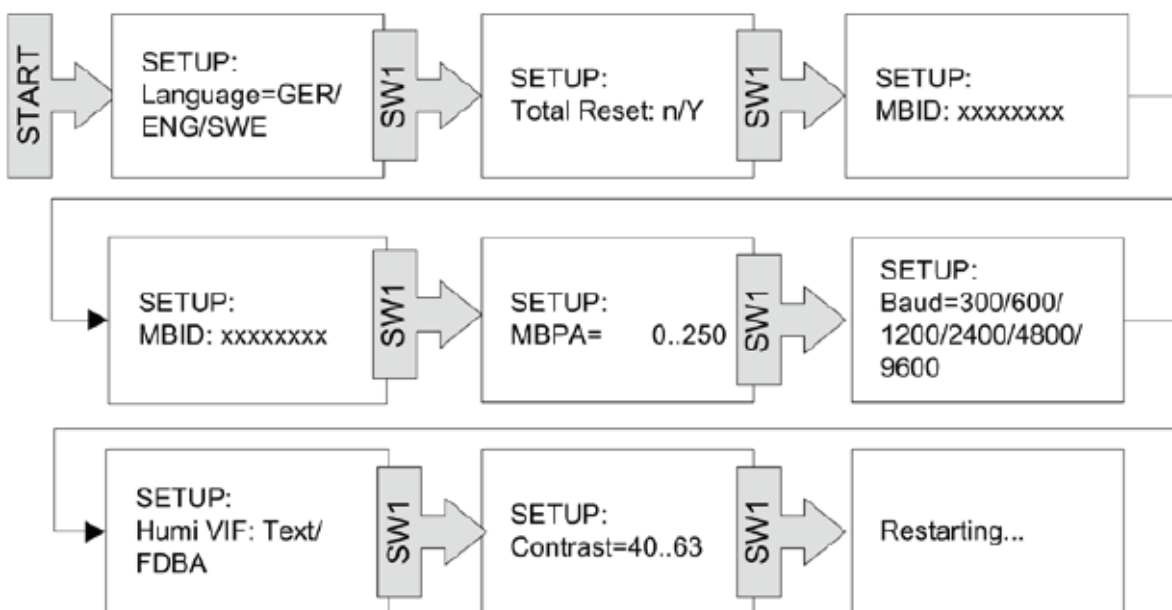 START
SETUP:
Language=GER/
ENG/SWE
SW1
SETUP:
Total Reset: n/Y
SW1
SETUP:
MBID: xxxxxxxx
SETUP:
MBID: xxxxxxxx
SW1
SETUP:
MBPA= 0..250
SW1
SETUP:
Baud=300/600/
1200/2400/4800/
9600
SETUP:
Humi VIF: Text/
FDBA
SW1
SETUP:
Contrast=40..63
SW1
Restarting...